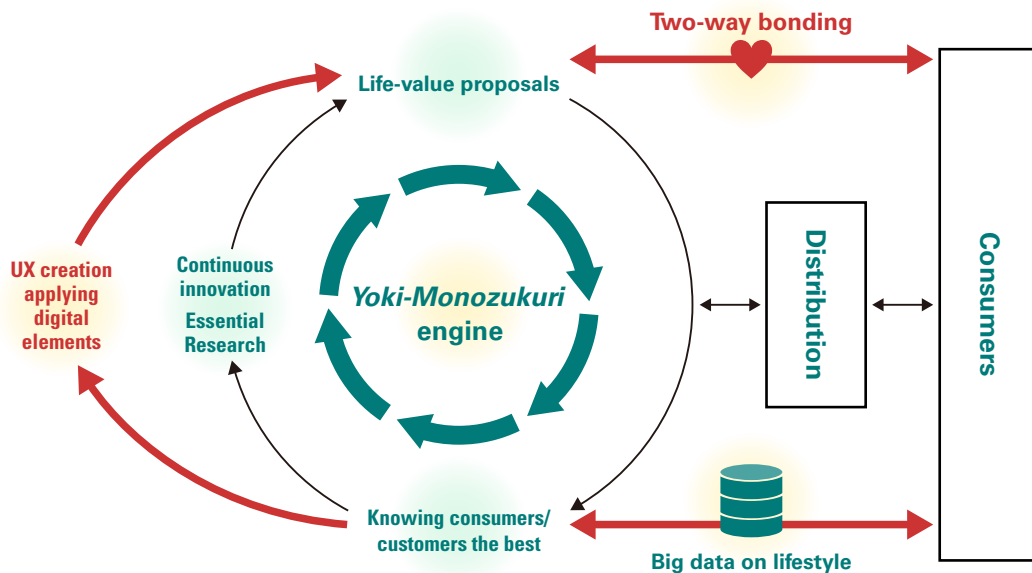 Two-way bonding
Life-value proposals
UX creation
applying
digital
elements
Continuous
innovation
Essential
Research
Yoki-Monozukuri
engine
Distribution
Consumers
Knowing consumers/
customers the best
Big data on lifestyle